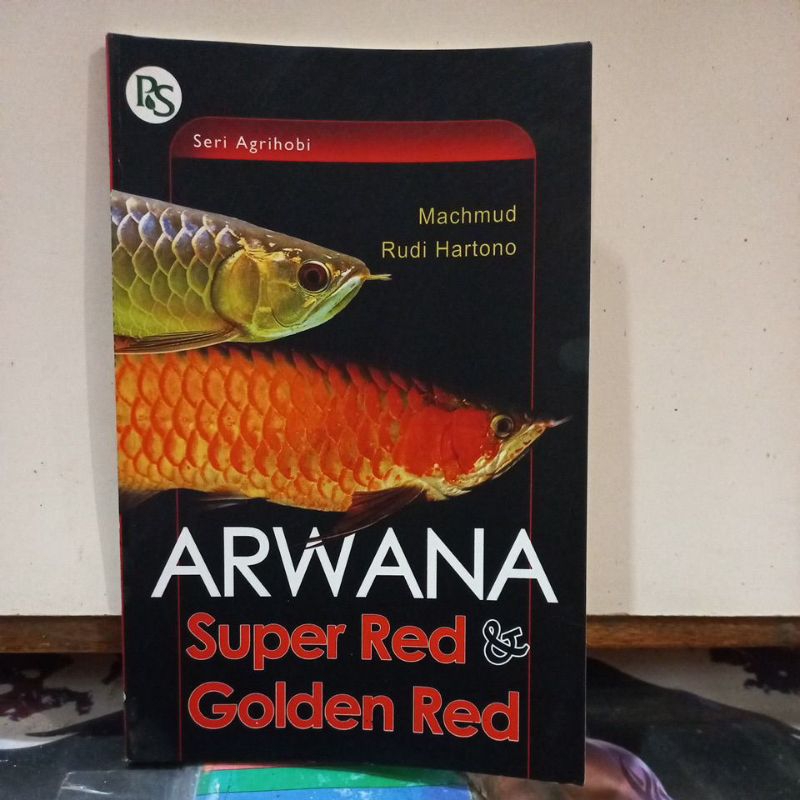 PS
Seri Agrihobi
Machmud
Rudi Hartono
ARWANA
Super Red &
Golden Red